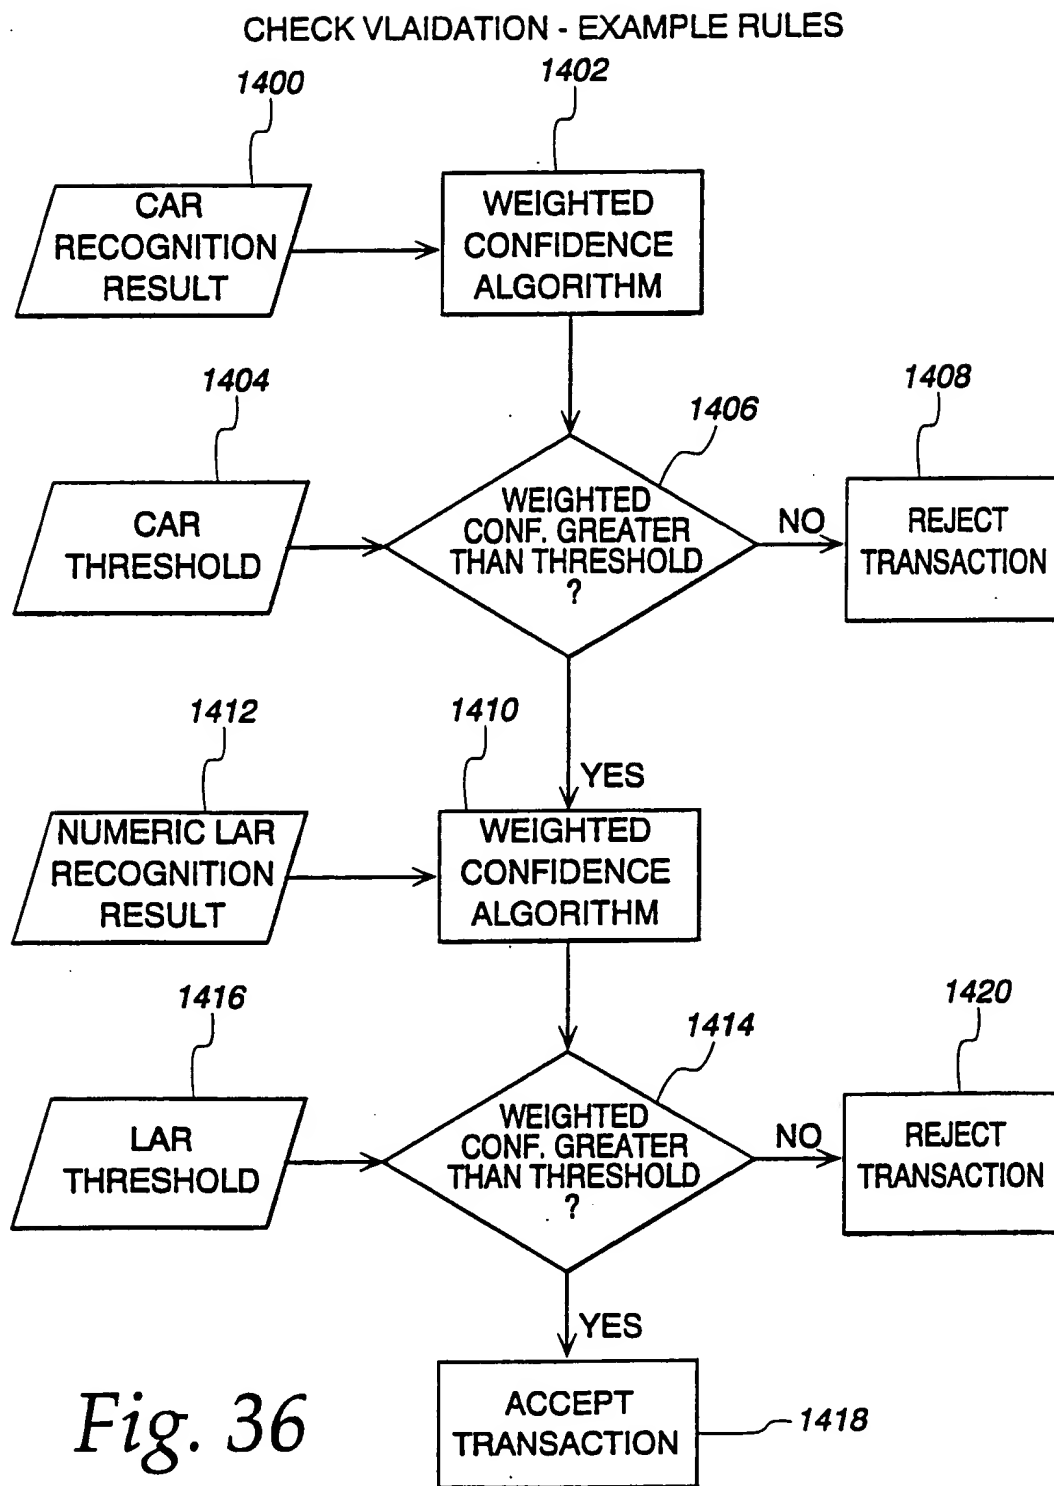 CHECK VLAIDATION - EXAMPLE RULES
1400
1402
CAR
RECOGNITION
RESULT
WEIGHTED
CONFIDENCE
ALGORITHM
1404
1406
1408
CAR
THRESHOLD
WEIGHTED
CONF. GREATER
THAN THRESHOLD
?
NO
REJECT
TRANSACTION
1412
1410
YES
NUMERIC LAR
RECOGNITION
RESULT
WEIGHTED
CONFIDENCE
ALGORITHM
1416
1414
1420
LAR
THRESHOLD
WEIGHTED
CONF. GREATER
THAN THRESHOLD
?
NO
REJECT
TRANSACTION
YES
ACCEPT
TRANSACTION
1418
Fig. 36